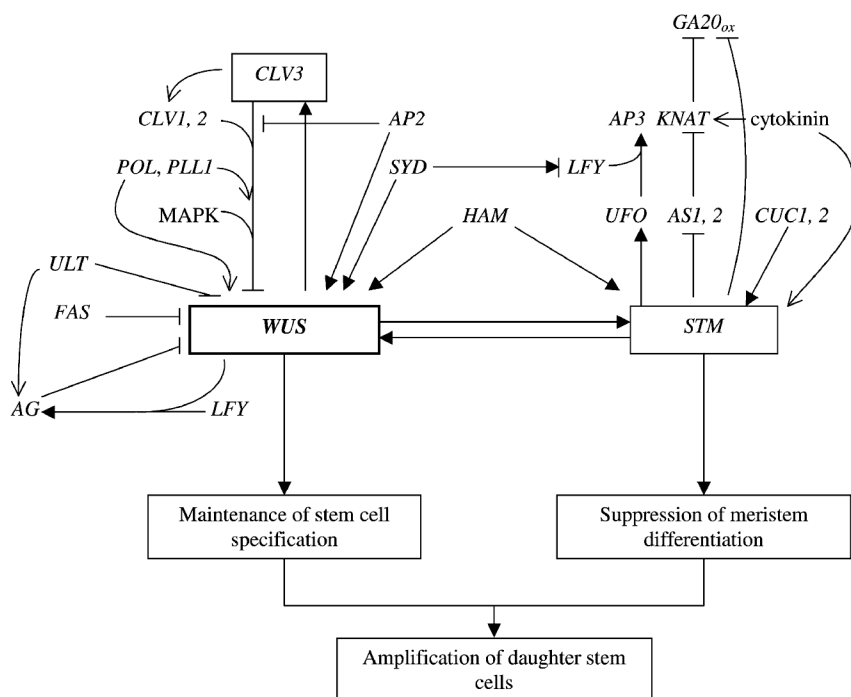 GA20ox
CLV3
CLV1, 2
AP2
AP3 KNAT cytokinin
POL, PLL1
SYD
LFY
MAPK
HAM
UFO
AS1, 2
CUC1, 2
ULT
FAS
WUS
STM
AG
LFY
Maintenance of stem cell
specification
Suppression of meristem
differentiation
Amplification of daughter stem
cells